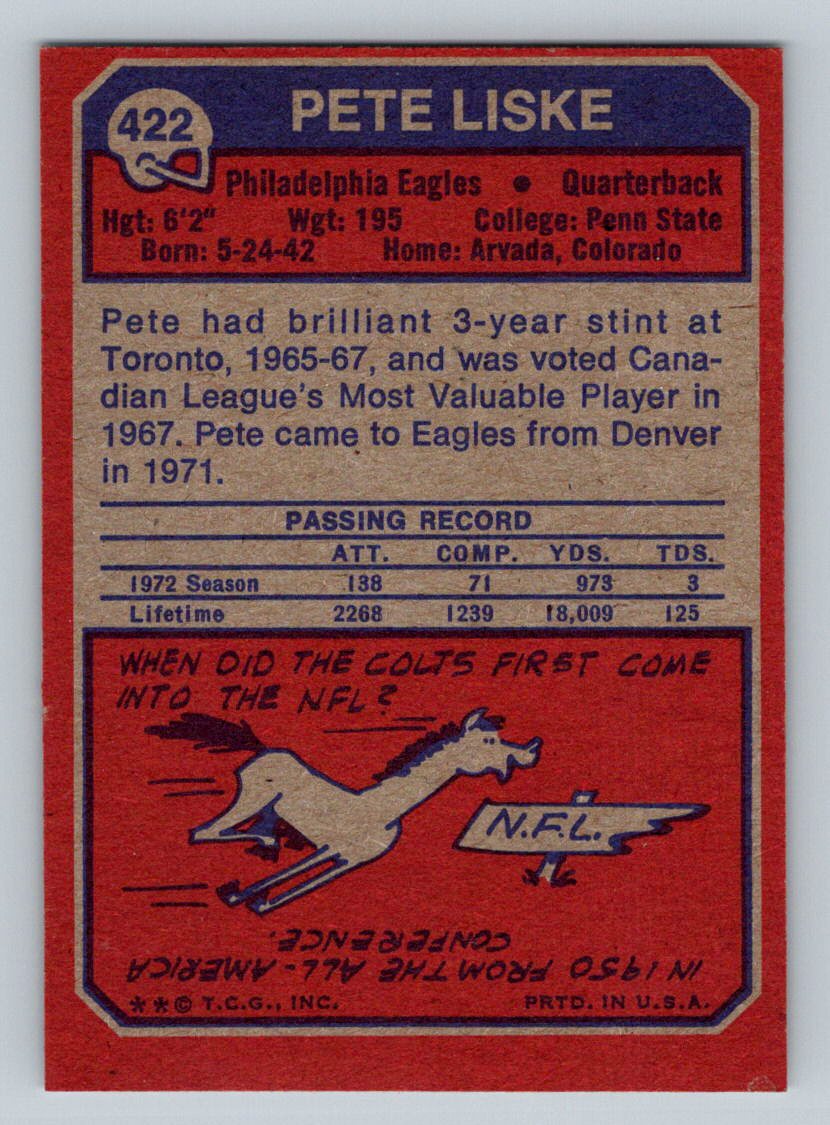 422
PETE LISKE
Philadelphia Eagles • Quarterback
Hgt: 6'2" Wgt: 195 College: Penn State
Born: 5-24-42 Home: Arvada, Colorado
Pete had brilliant 3-year stint at
Toronto, 1965-67, and was voted Cana-
dian League's Most Valuable Player in
1967. Pete came to Eagles from Denver
in 1971.
PASSING RECORD
ATT. COMP. YDS. TDS.
1972 Season 138 71 973 3
Lifetime 2268 1239 18,009 125
WHEN DID THE COLTS FIRST COME
INTO THE NFL?
N.F.L.
IN 1950 FROM THE ALL-AMERICA
CONFERENCE.
**© T.C.G., INC. PRTD. IN U.S.A.